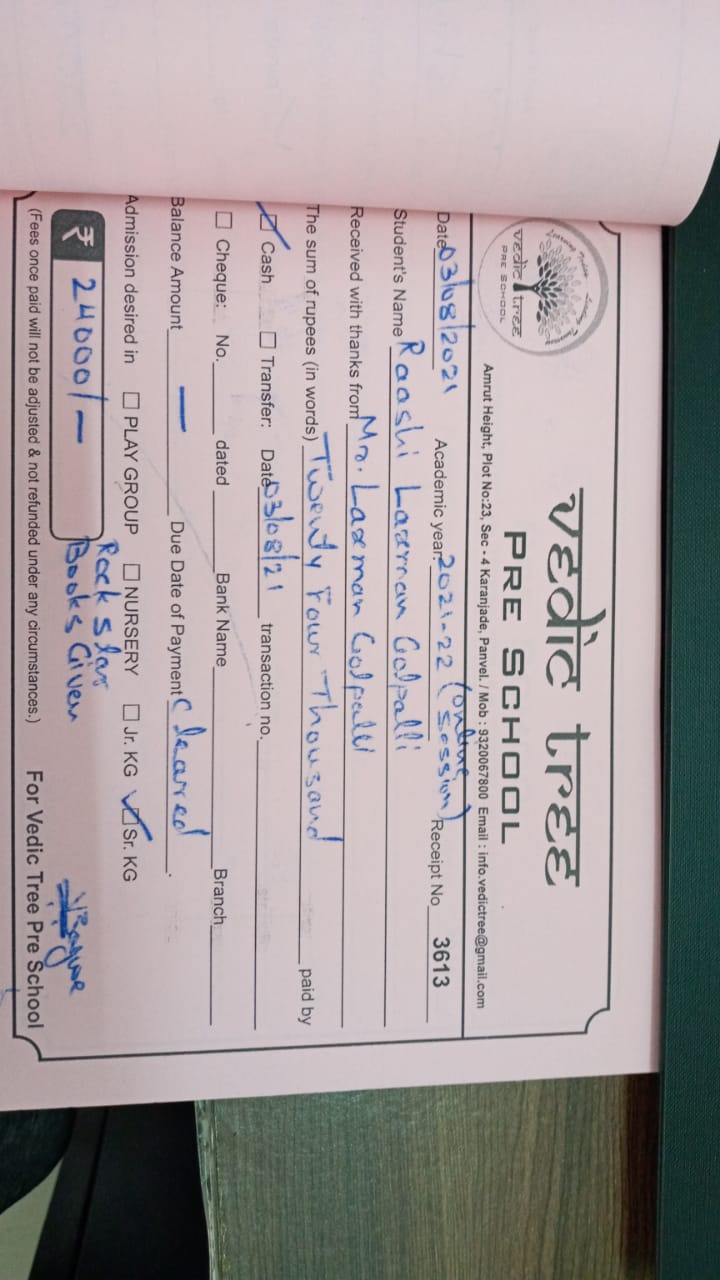 vedic tree
PRE SCHOOL
vedic tree
PRE SCHOOL
Amrut Height, Plot No:23, Sec - 4 Karanjade, Panvel. / Mob : 9320067800 Email : info.vedictree@gmail.com
Date 03/08/2021 Academic year 2021-22 (Online Session) Receipt No 3613
Student's Name Raashi Laxman Golpalli
Received with thanks from Mr. Laxman Golpalli
The sum of rupees (in words) Twenty Four Thousand paid by
Cash Transfer: Date 03/08/21 transaction no.
Cheque: No. dated Bank Name Branch
Balance Amount — Due Date of Payment Cleared.
Admission desired in PLAY GROUP NURSERY Jr. KG Sr. KG
₹ 24000/- Books Given
(Fees once paid will not be adjusted & not refunded under any circumstances.) For Vedic Tree Pre School